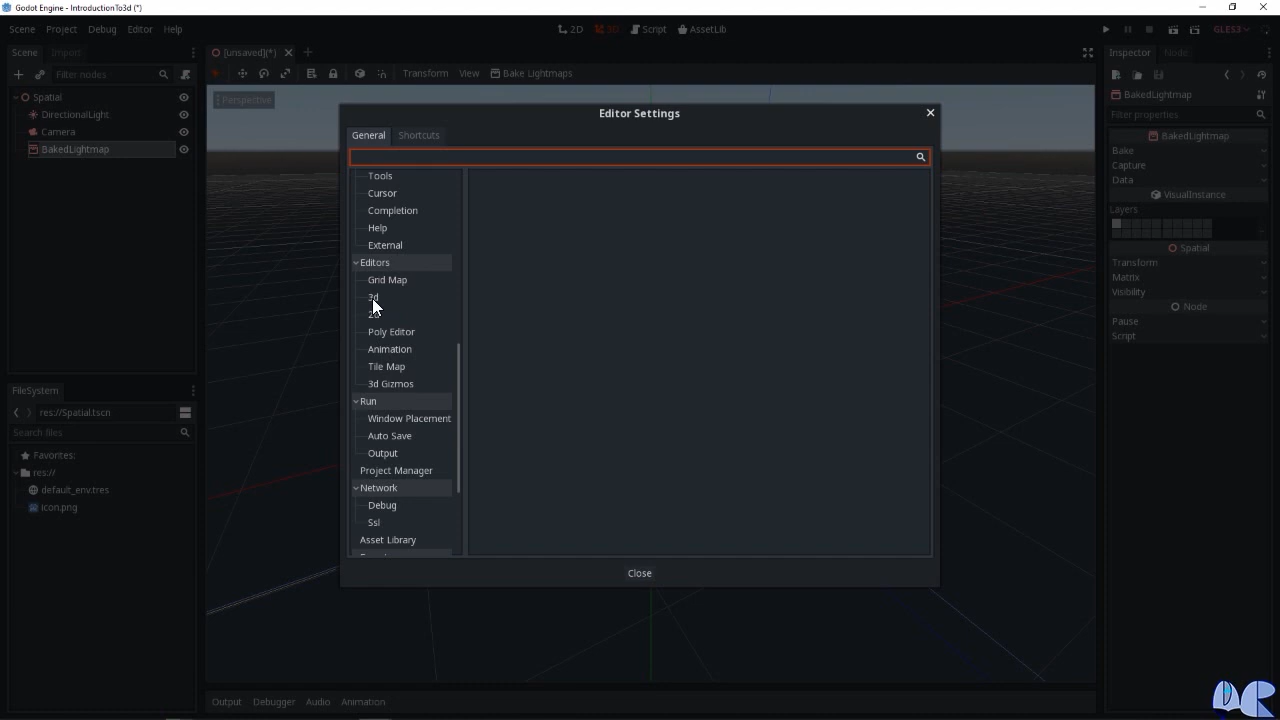 Godot Engine - IntroductionTo3d (*)
Scene Project Debug Editor Help
2D 3D Script AssetLib
GLES3
Scene Import
[unsaved](*)
Inspector Node
Filter nodes
Transform View Bake Lightmaps
Spatial
DirectionalLight
Camera
BakedLightmap
Perspective
BakedLightmap
Filter properties
BakedLightmap
Bake
Capture
Data
VisualInstance
Layers
Spatial
Transform
Matrix
Visibility
Node
Pause
Script
Editor Settings
General Shortcuts
Tools
Cursor
Completion
Help
External
Editors
Grid Map
3d
Poly Editor
Animation
Tile Map
3d Gizmos
Run
Window Placement
Auto Save
Output
Project Manager
Network
Debug
Ssl
Asset Library
Close
FileSystem
res://Spatial.tscn
Search files
Favorites:
res://
default_env.tres
icon.png
Output Debugger Audio Animation